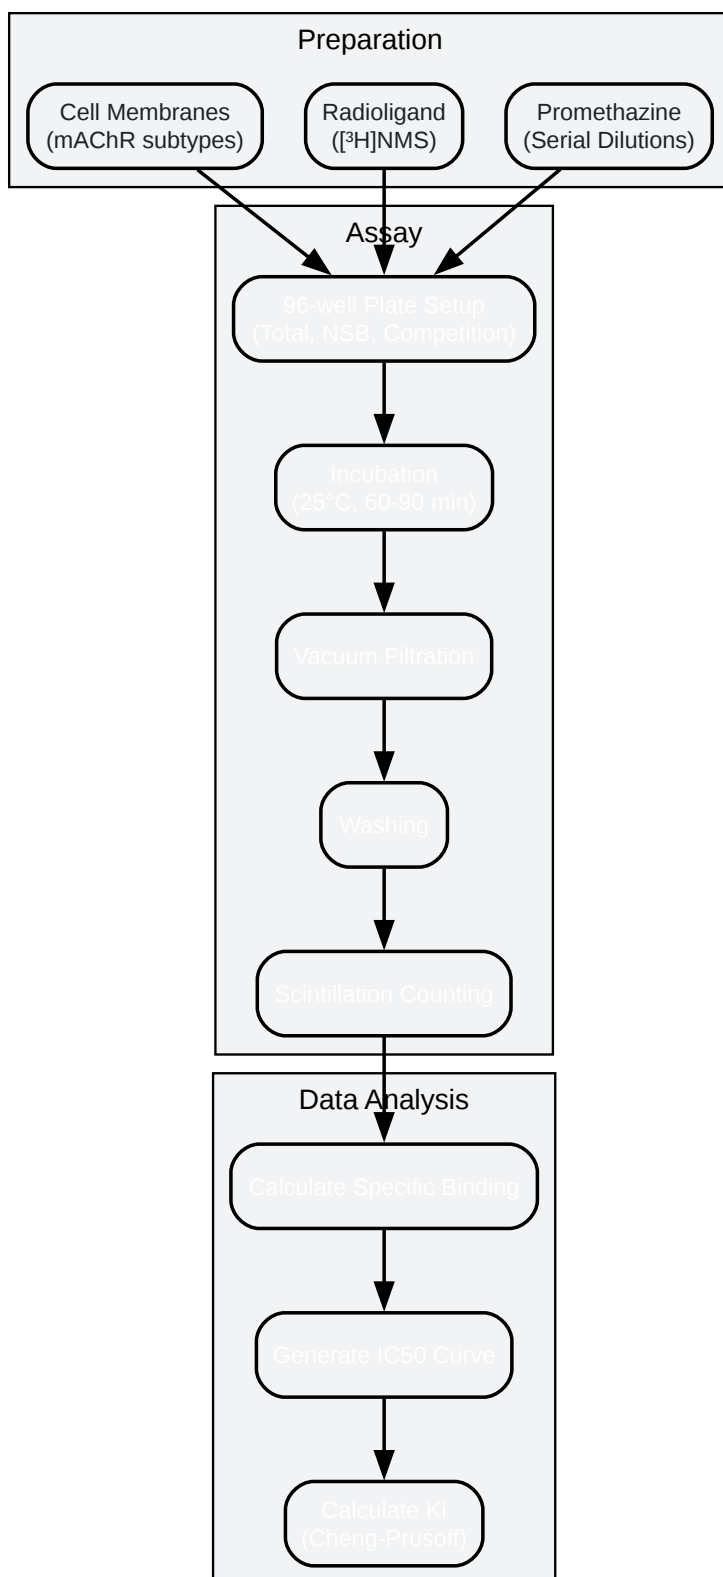 Preparation
Cell Membranes
(mAChR subtypes)
Radioligand
([³H]NMS)
Promethazine
(Serial Dilutions)
Assay
96-well Plate Setup
(Total, NSB, Competition)
Incubation
(25°C, 60-90 min)
Vacuum Filtration
Washing
Scintillation Counting
Data Analysis
Calculate Specific Binding
Generate IC50 Curve
Calculate Ki
(Cheng-Prusoff)